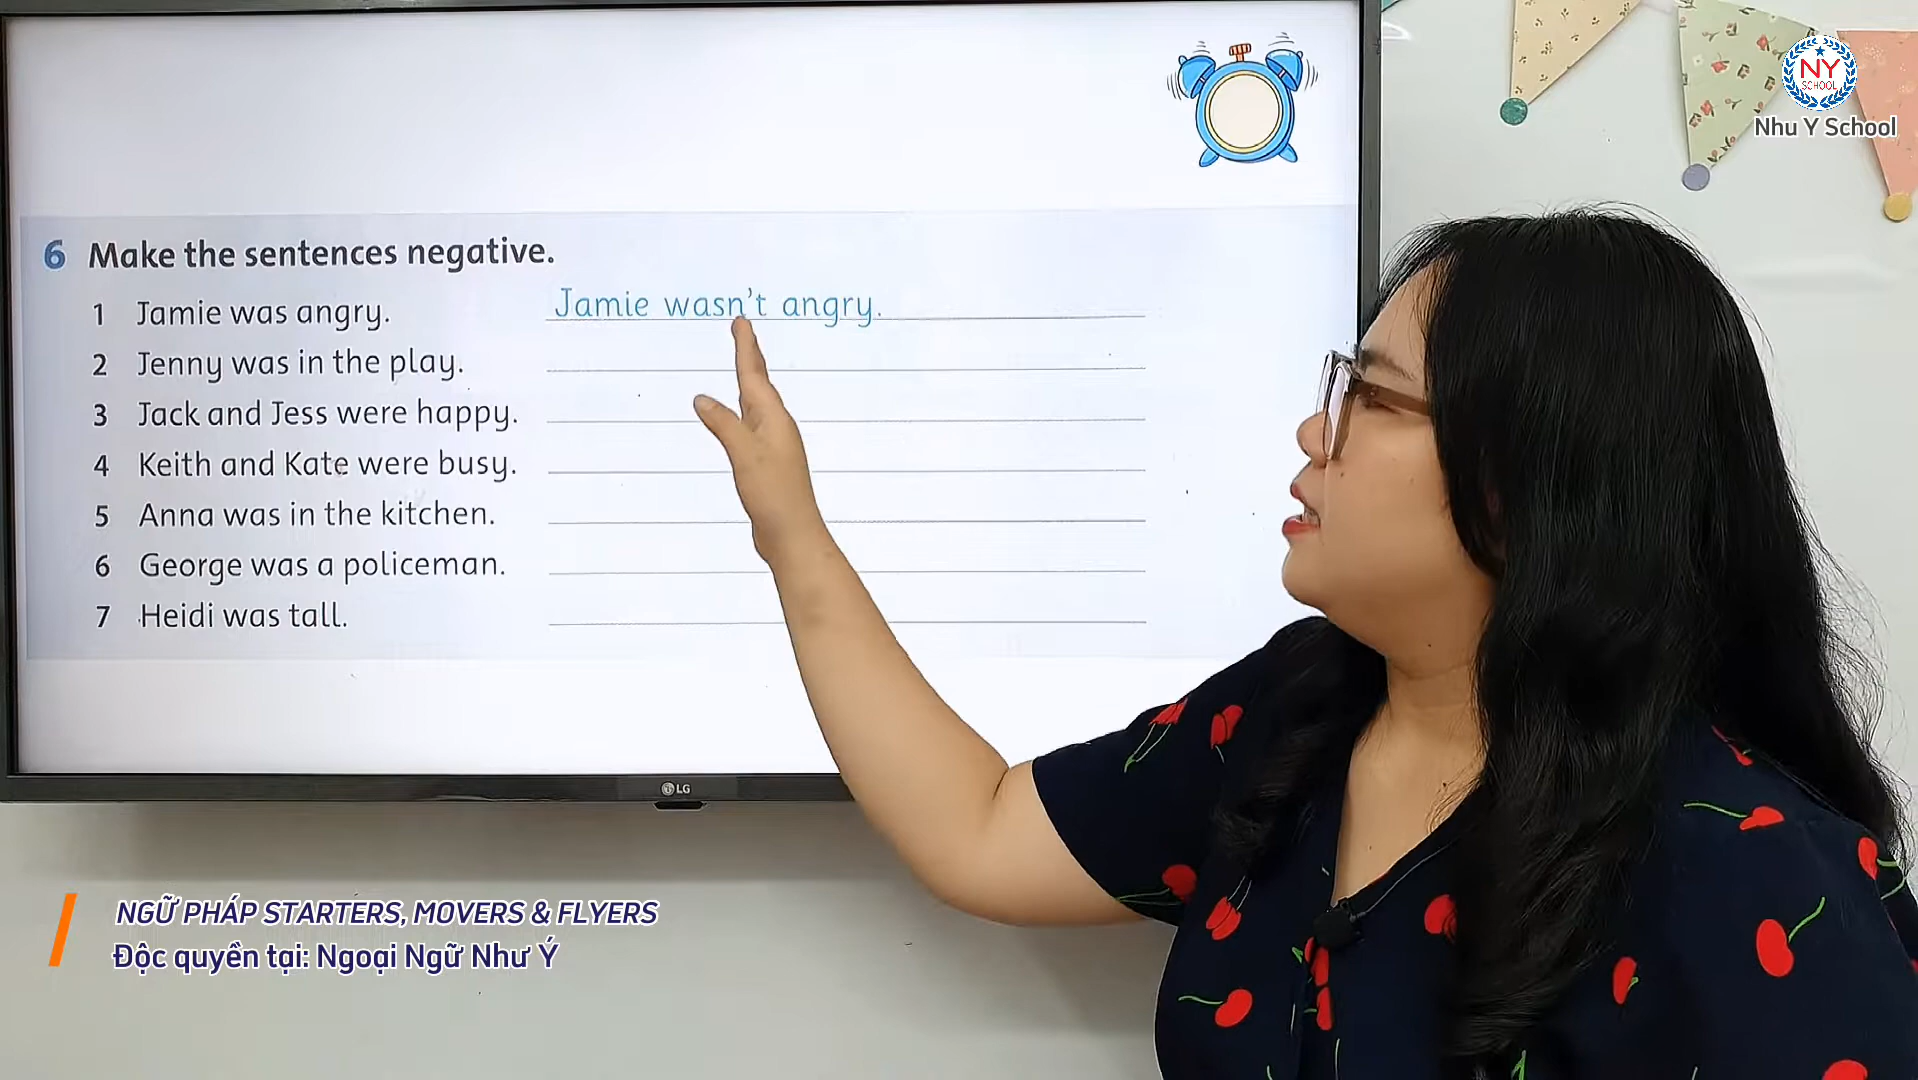 NY
SCHOOL
Nhu Y School
6 Make the sentences negative.
1 Jamie was angry. Jamie wasn't angry.
2 Jenny was in the play.
3 Jack and Jess were happy.
4 Keith and Kate were busy.
5 Anna was in the kitchen.
6 George was a policeman.
7 Heidi was tall.
LG
NGỮ PHÁP STARTERS, MOVERS & FLYERS
Độc quyền tại: Ngoại Ngữ Như Ý